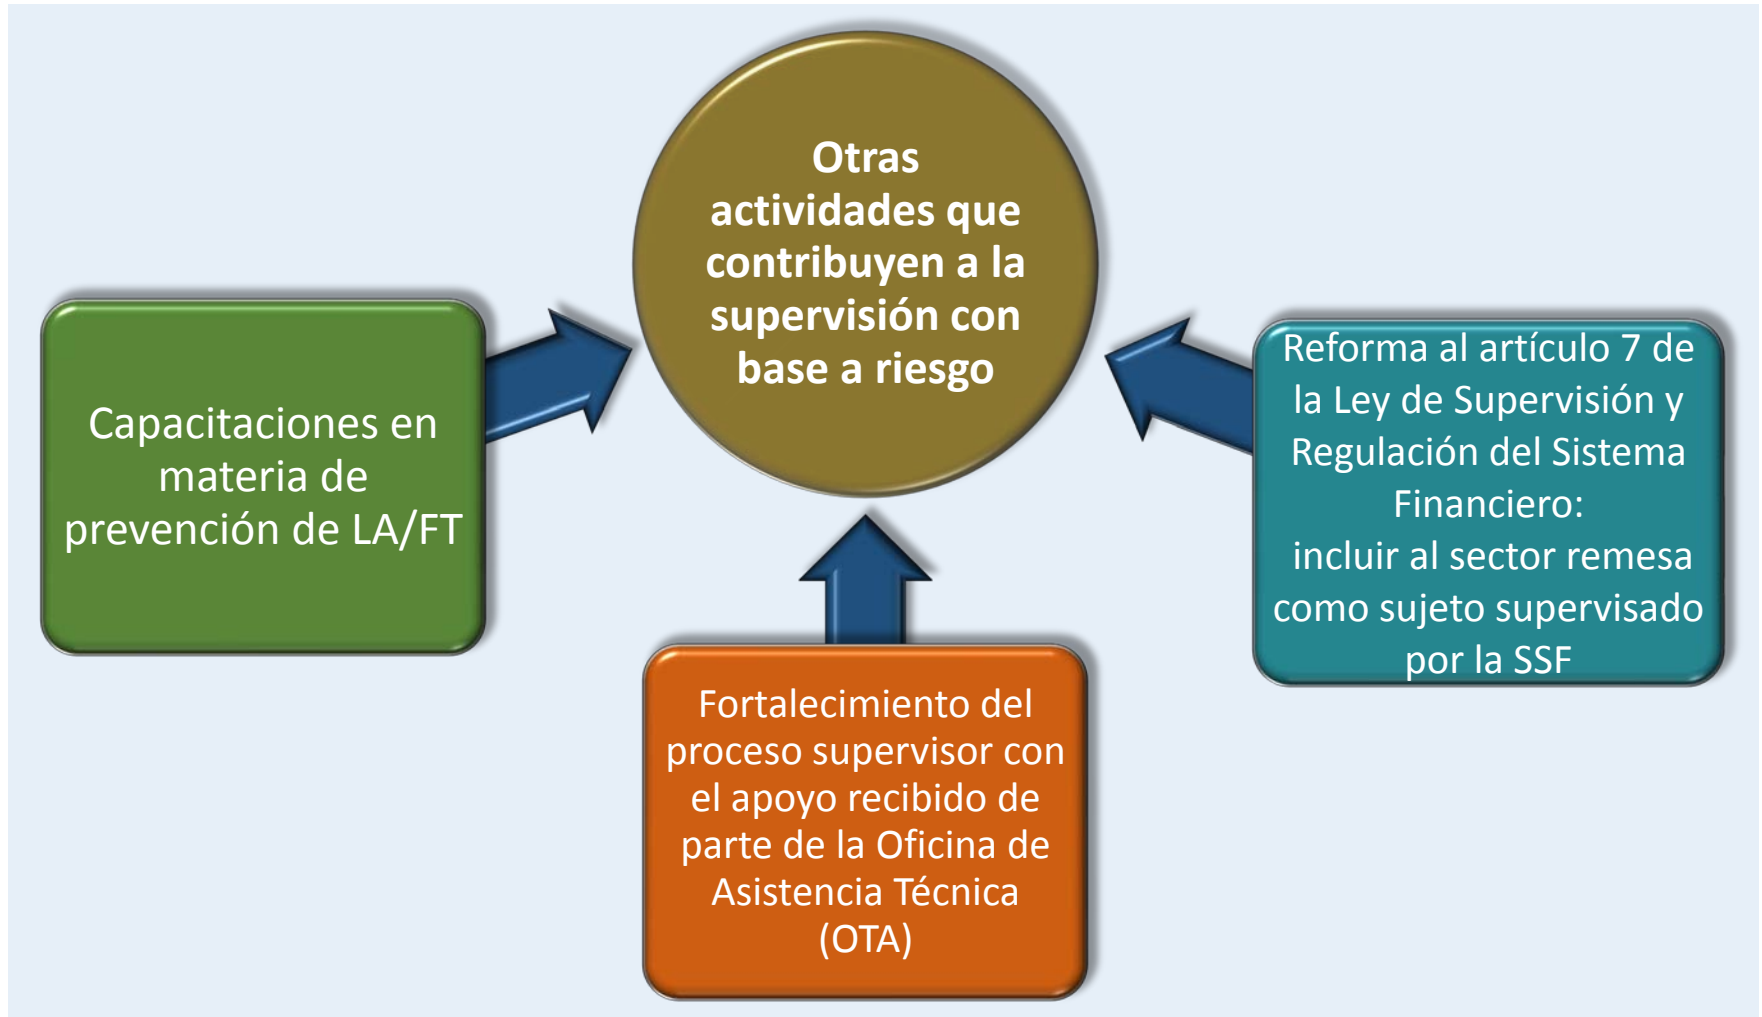 Otras
actividades que
contribuyen a la
supervisión con
base a riesgo
Capacitaciones en
materia de
prevención de LA/FT
Fortalecimiento del
proceso supervisor con
el apoyo recibido de
parte de la Oficina de
Asistencia Técnica
(OTA)
Reforma al artículo 7 de
la Ley de Supervisión y
Regulación del Sistema
Financiero:
incluir al sector remesa
como sujeto supervisado
por la SSF